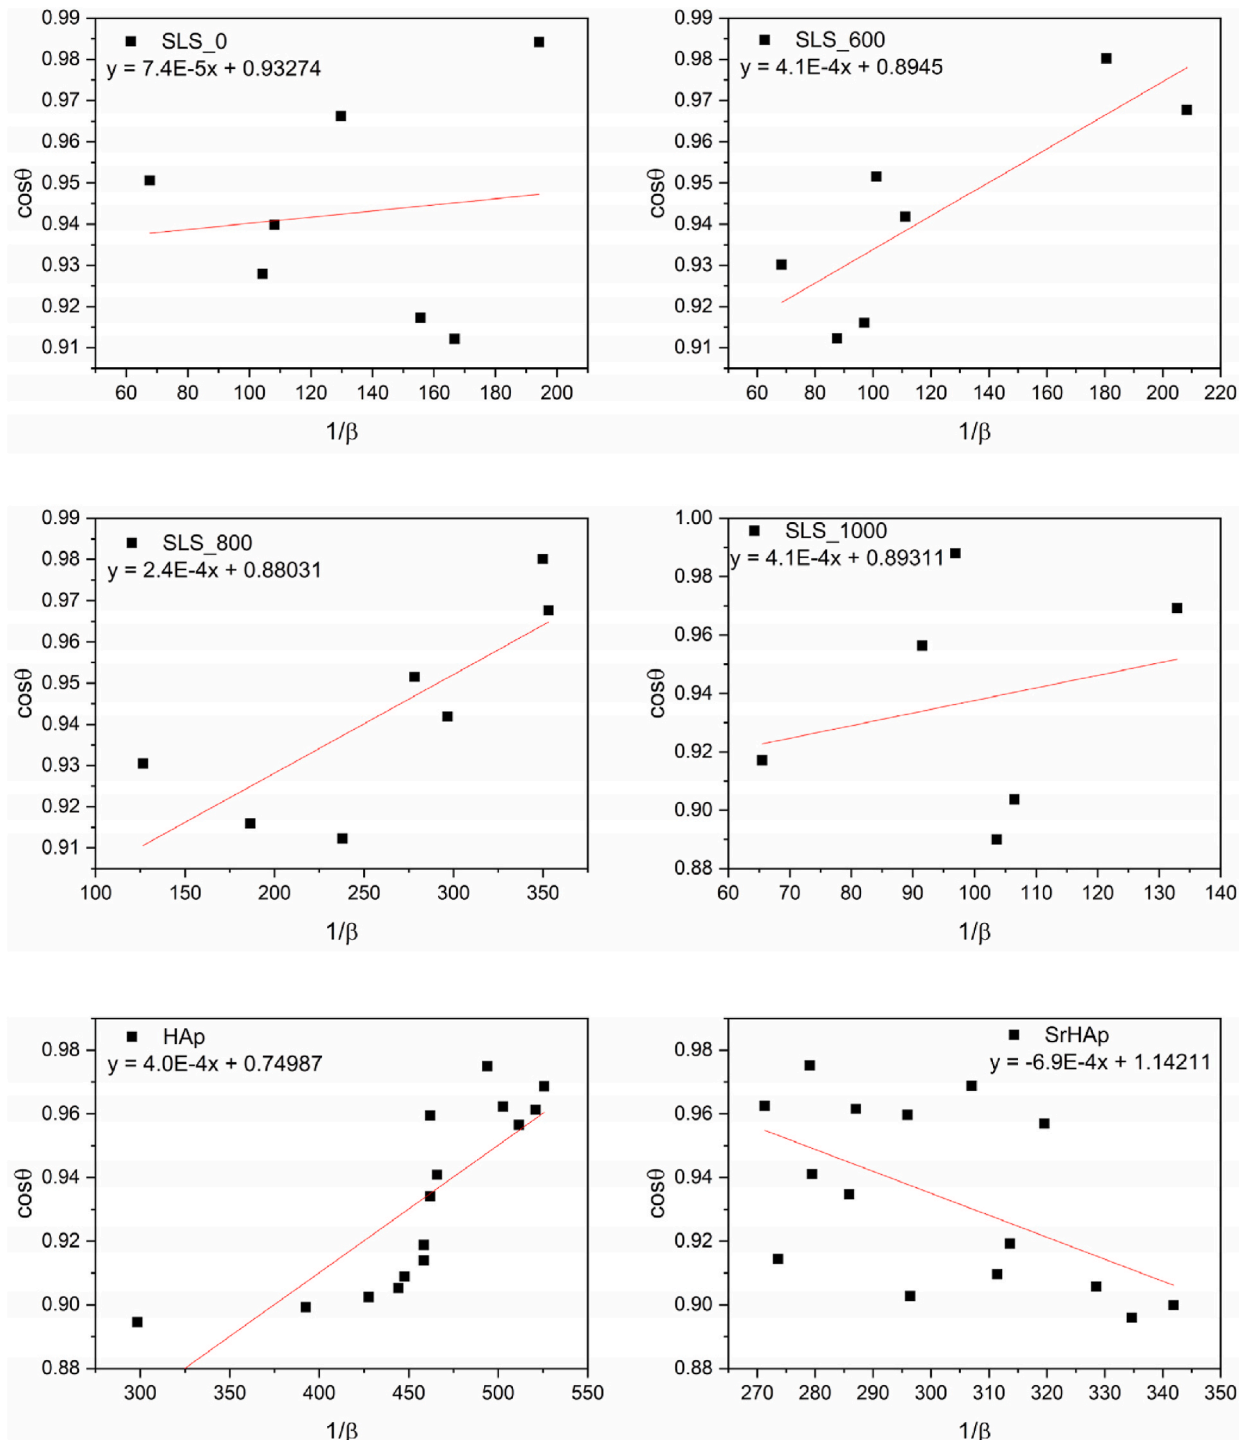 SLS_0
y = 7.4E-5x + 0.93274
0.99
0.98
0.97
0.96
0.95
0.94
0.93
0.92
0.91
cosθ
60 80 100 120 140 160 180 200
1/β
SLS_600
y = 4.1E-4x + 0.8945
0.99
0.98
0.97
0.96
0.95
0.94
0.93
0.92
0.91
cosθ
60 80 100 120 140 160 180 200 220
1/β
SLS_800
y = 2.4E-4x + 0.88031
0.99
0.98
0.97
0.96
0.95
0.94
0.93
0.92
0.91
cosθ
100 150 200 250 300 350
1/β
SLS_1000
y = 4.1E-4x + 0.89311
1.00
0.98
0.96
0.94
0.92
0.90
0.88
cosθ
60 70 80 90 100 110 120 130 140
1/β
HAp
y = 4.0E-4x + 0.74987
0.98
0.96
0.94
0.92
0.90
0.88
cosθ
300 350 400 450 500 550
1/β
SrHAp
y = -6.9E-4x + 1.14211
0.98
0.96
0.94
0.92
0.90
0.88
cosθ
270 280 290 300 310 320 330 340 350
1/β